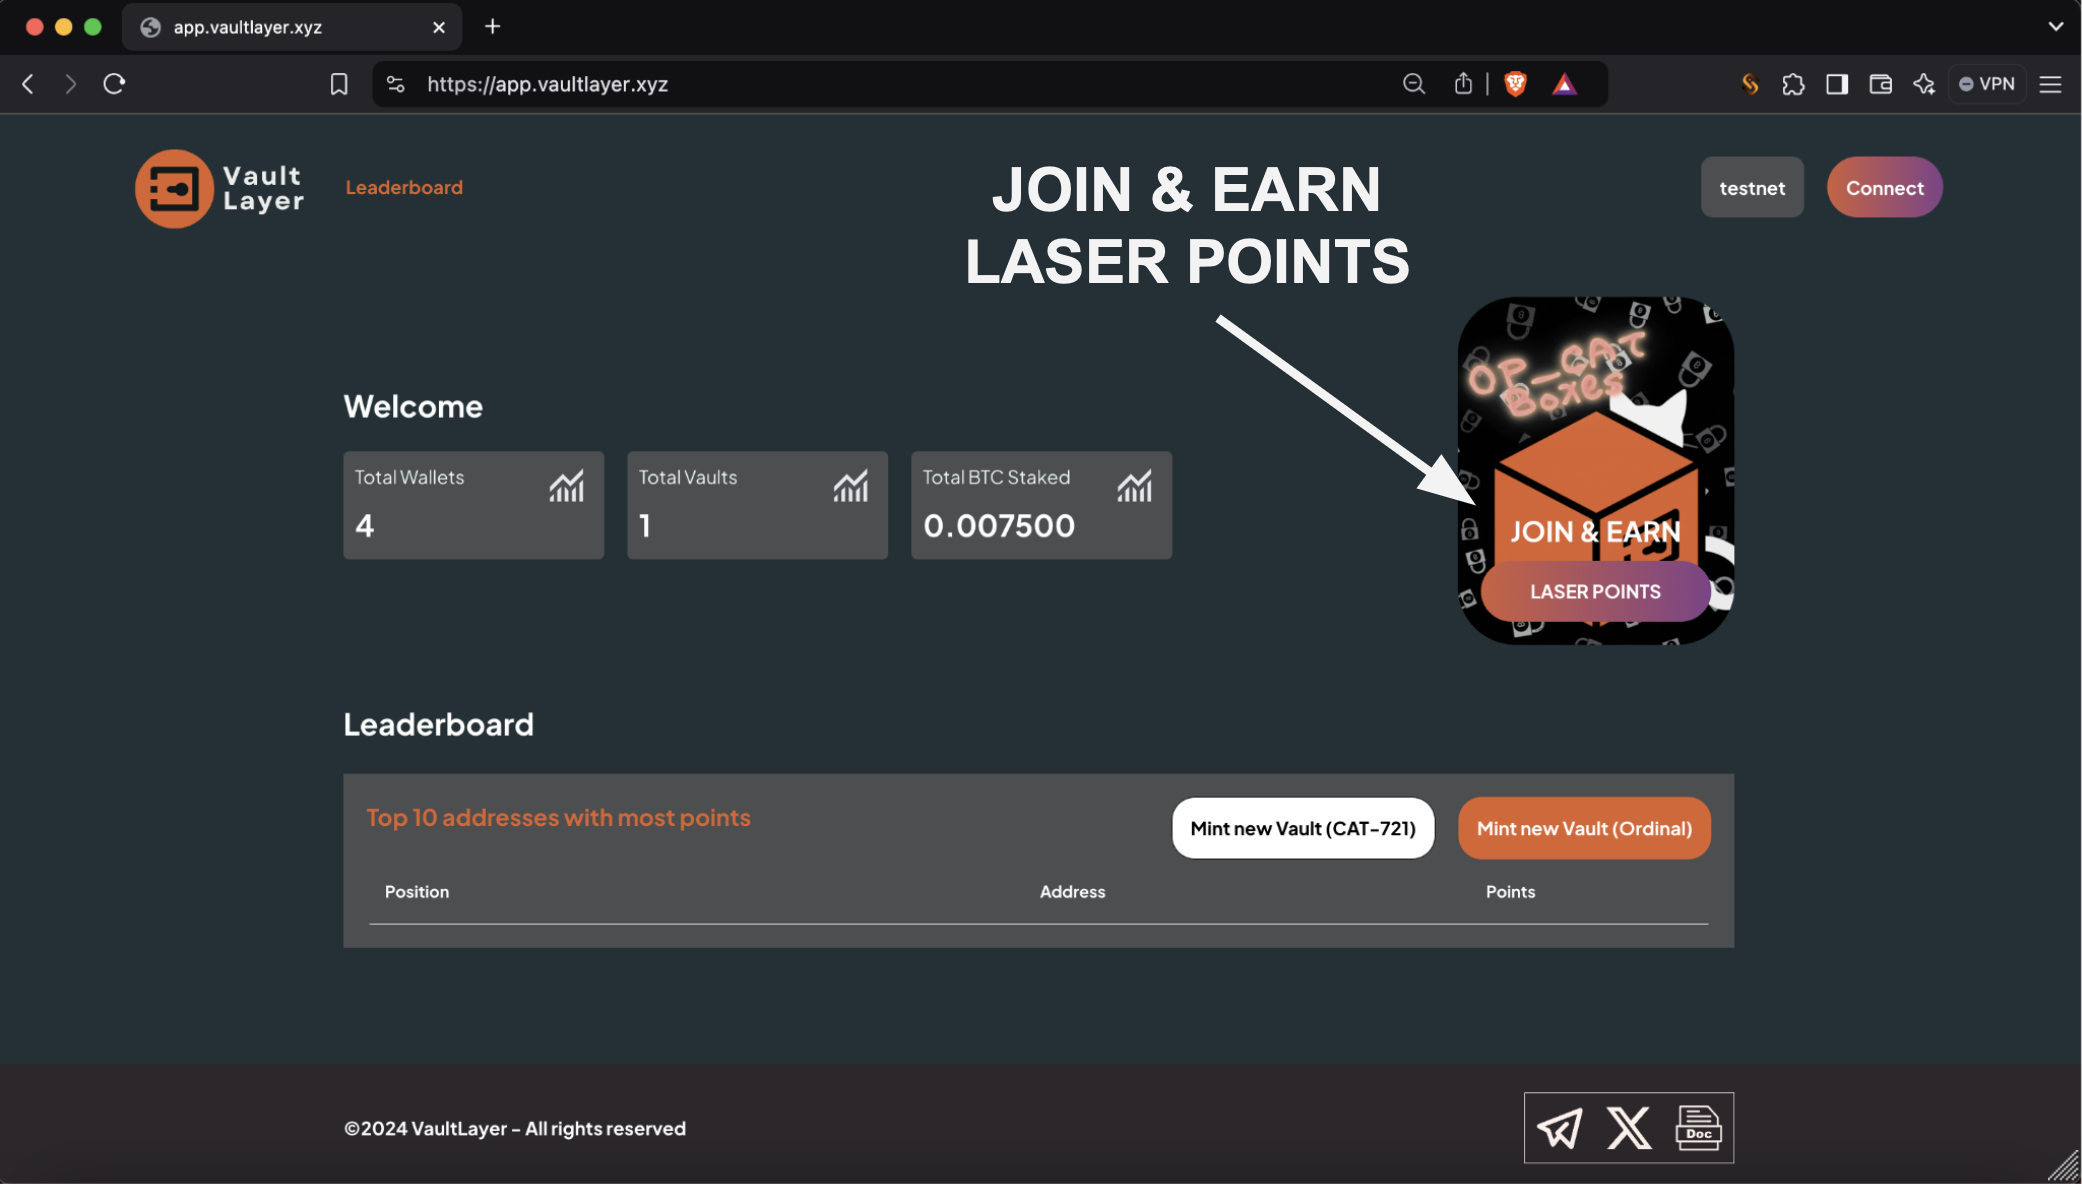 app.vaultlayer.xyz
https://app.vaultlayer.xyz
VPN
Vault
Layer
Leaderboard
JOIN & EARN
LASER POINTS
testnet
Connect
OP_CAT
Boxes
JOIN & EARN
LASER POINTS
Welcome
Total Wallets
4
Total Vaults
1
Total BTC Staked
0.007500
Leaderboard
Top 10 addresses with most points
Mint new Vault (CAT-721)
Mint new Vault (Ordinal)
Position Address Points
©2024 VaultLayer - All rights reserved
Doc